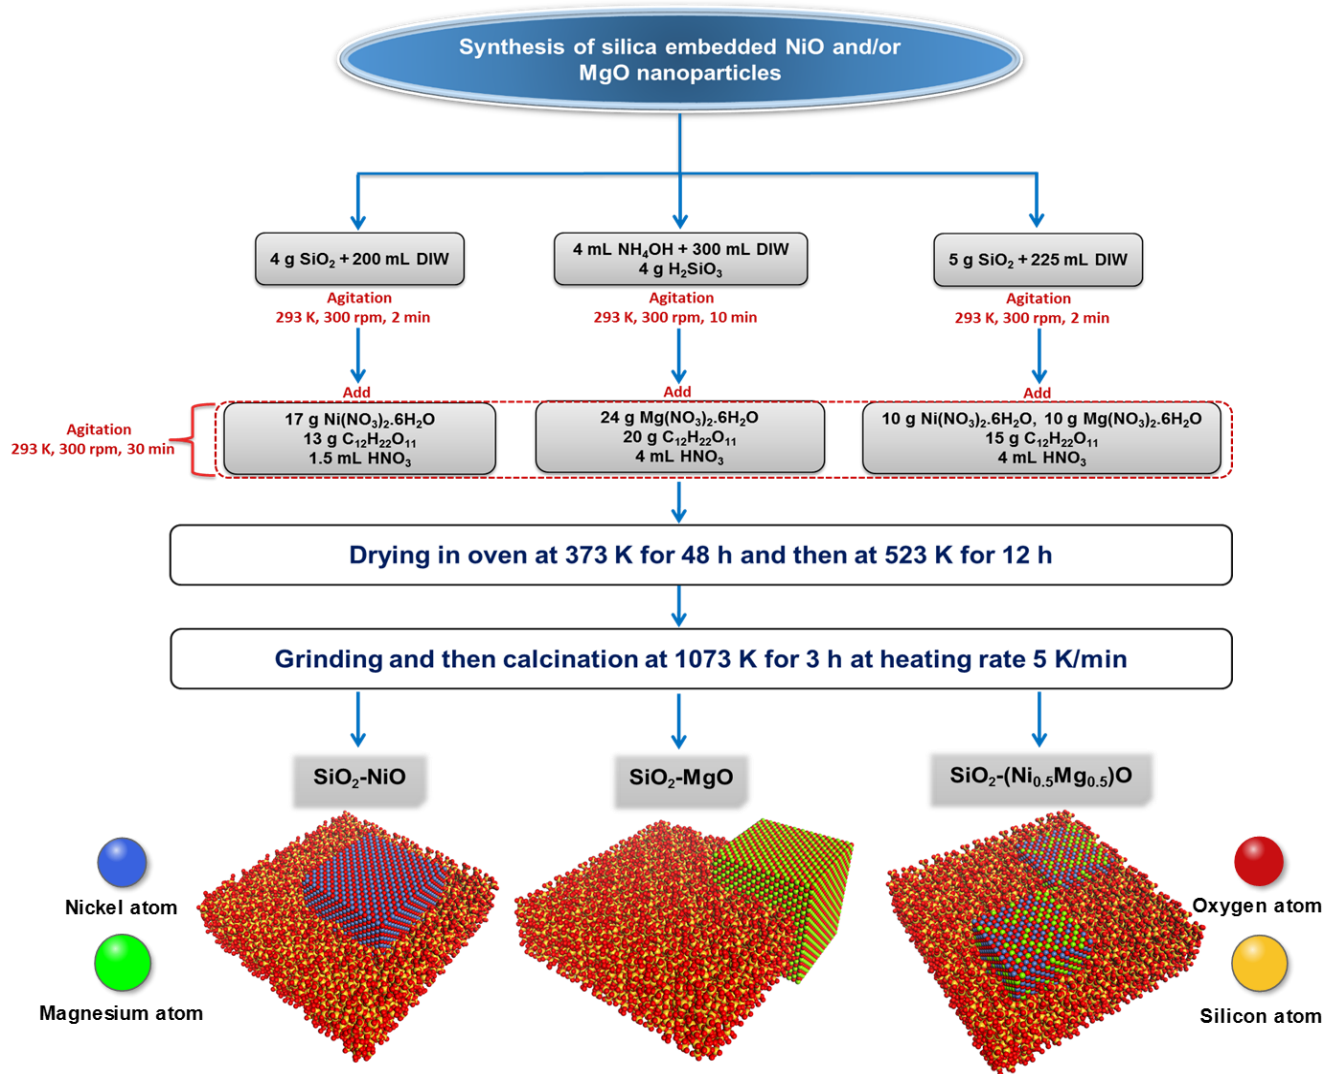 Synthesis of silica embedded NiO and/or
MgO nanoparticles
4 g SiO₂ + 200 mL DIW
4 mL NH₄OH + 300 mL DIW
4 g H₂SiO₃
5 g SiO₂ + 225 mL DIW
Agitation
293 K, 300 rpm, 2 min
Agitation
293 K, 300 rpm, 10 min
Agitation
293 K, 300 rpm, 2 min
Add
Add
Add
Agitation
293 K, 300 rpm, 30 min
17 g Ni(NO₃)₂.6H₂O
13 g C₁₂H₂₂O₁₁
1.5 mL HNO₃
24 g Mg(NO₃)₂.6H₂O
20 g C₁₂H₂₂O₁₁
4 mL HNO₃
10 g Ni(NO₃)₂.6H₂O, 10 g Mg(NO₃)₂.6H₂O
15 g C₁₂H₂₂O₁₁
4 mL HNO₃
Drying in oven at 373 K for 48 h and then at 523 K for 12 h
Grinding and then calcination at 1073 K for 3 h at heating rate 5 K/min
SiO₂-NiO
SiO₂-MgO
SiO₂-(Ni₀.₅Mg₀.₅)O
Nickel atom
Magnesium atom
Oxygen atom
Silicon atom